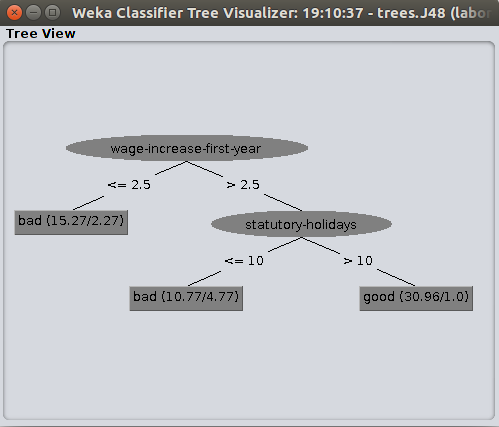 Weka Classifier Tree Visualizer: 19:10:37 - trees.J48 (labor
Tree View
wage-increase-first-year
<= 2.5 > 2.5
bad (15.27/2.27)
statutory-holidays
<= 10 > 10
bad (10.77/4.77) good (30.96/1.0)